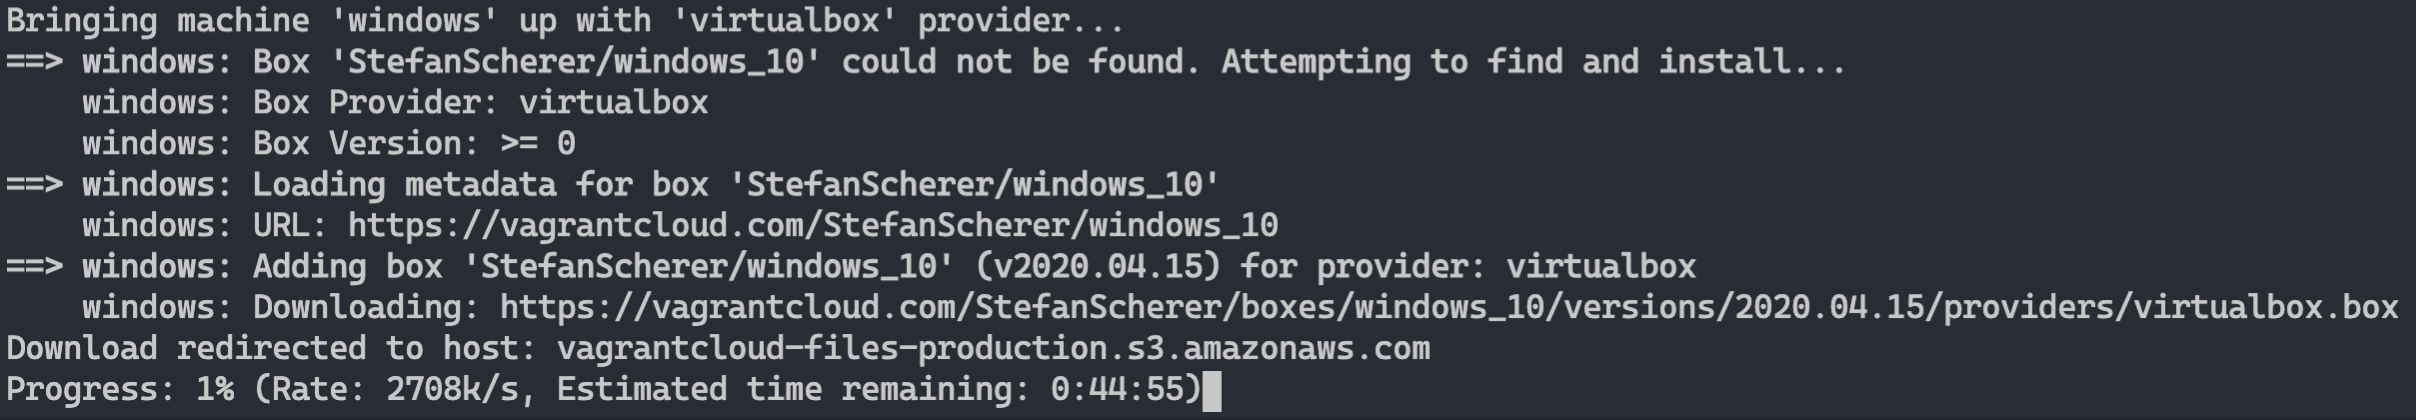 Bringing machine 'windows' up with 'virtualbox' provider...
==> windows: Box 'StefanScherer/windows_10' could not be found. Attempting to find and install...
    windows: Box Provider: virtualbox
    windows: Box Version: >= 0
==> windows: Loading metadata for box 'StefanScherer/windows_10'
    windows: URL: https://vagrantcloud.com/StefanScherer/windows_10
==> windows: Adding box 'StefanScherer/windows_10' (v2020.04.15) for provider: virtualbox
    windows: Downloading: https://vagrantcloud.com/StefanScherer/boxes/windows_10/versions/2020.04.15/providers/virtualbox.box
Download redirected to host: vagrantcloud-files-production.s3.amazonaws.com
Progress: 1% (Rate: 2708k/s, Estimated time remaining: 0:44:55)